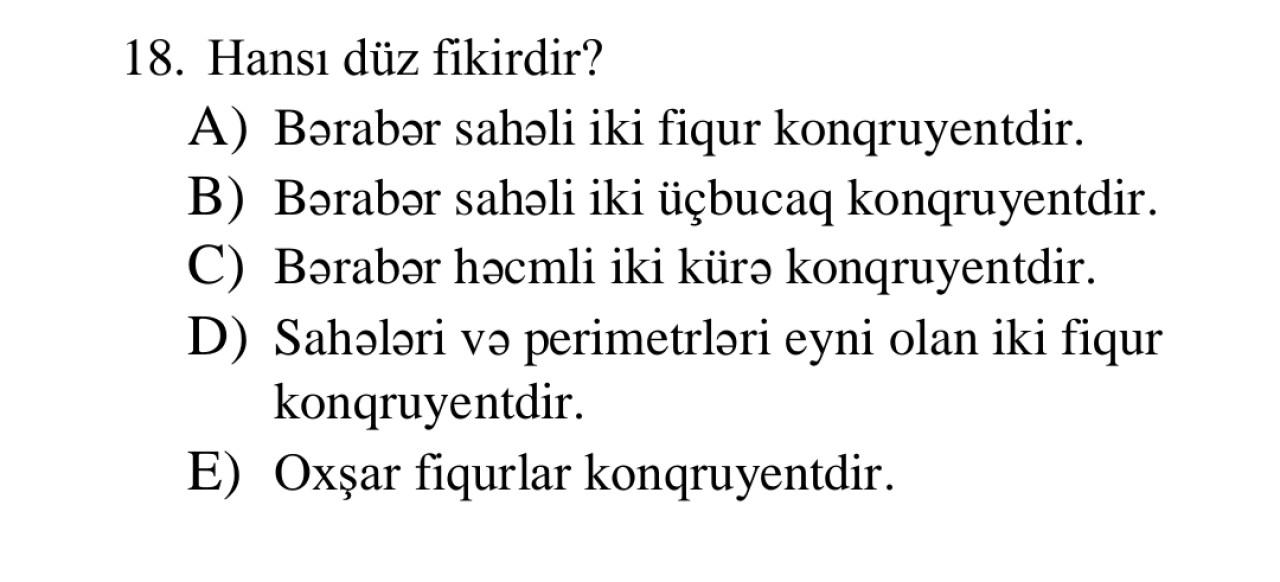 18. Hansı düz fikirdir?
A) Bərabər sahəli iki fiqur konqruyentdir.
B) Bərabər sahəli iki üçbucaq konqruyentdir.
C) Bərabər həcmli iki kürə konqruyentdir.
D) Sahələri və perimetrləri eyni olan iki fiqur
konqruyentdir.
E) Oxşar fiqurlar konqruyentdir.